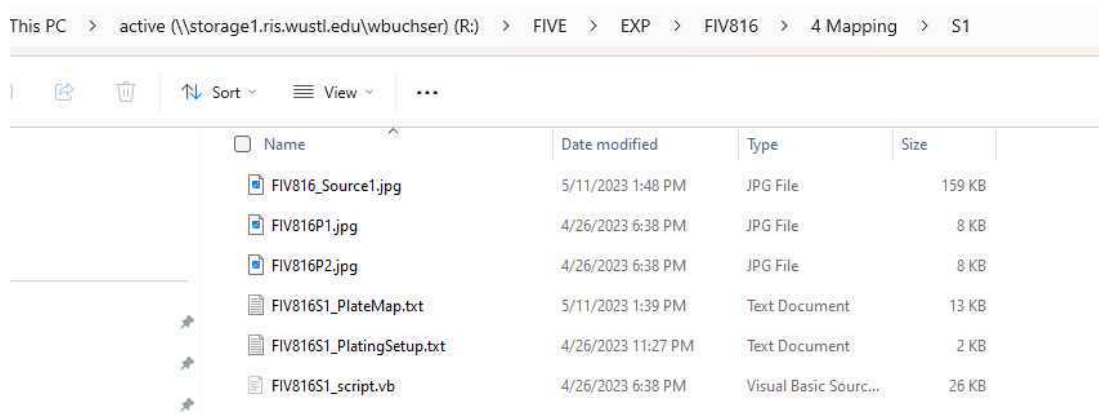 This PC > active (\\storage1.ris.wustl.edu\wbuchser) (R:) > FIVE > EXP > FIV816 > 4 Mapping > S1
Sort View ...
Name Date modified Type Size
FIV816_Source1.jpg 5/11/2023 1:48 PM JPG File 159 KB
FIV816P1.jpg 4/26/2023 6:38 PM JPG File 8 KB
FIV816P2.jpg 4/26/2023 6:38 PM JPG File 8 KB
FIV816S1_PlateMap.txt 5/11/2023 1:39 PM Text Document 13 KB
FIV816S1_PlatingSetup.txt 4/26/2023 11:27 PM Text Document 2 KB
FIV816S1_script.vb 4/26/2023 6:38 PM Visual Basic Sourc... 26 KB